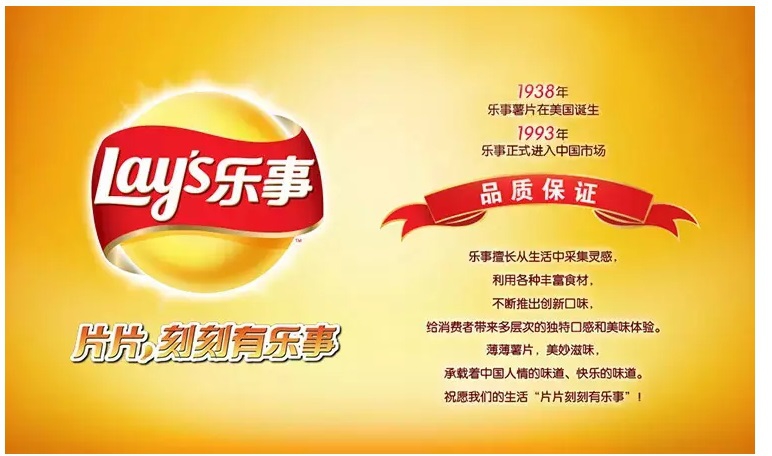 Lay's乐事
TM
片片,刻刻有乐事
1938年
乐事薯片在美国诞生
1993年
乐事正式进入中国市场
品质保证
乐事擅长从生活中采集灵感，
利用各种丰富食材，
不断推出创新口味，
给消费者带来多层次的独特口感和美味体验。
薄薄薯片，美妙滋味，
承载着中国人情的味道、快乐的味道。
祝愿我们的生活“片片刻刻有乐事”！